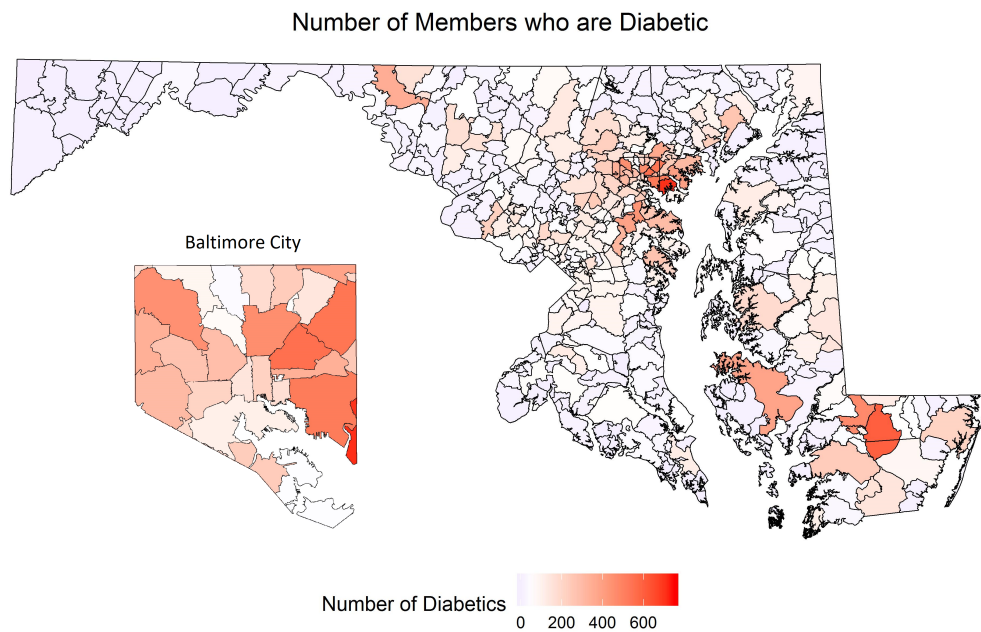 Number of Members who are Diabetic
Baltimore City
Number of Diabetics
0 200 400 600